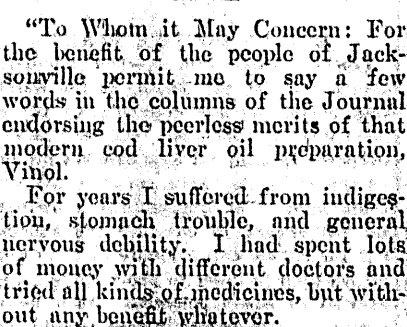 "To Whom it May Concern: For
the benefit of the people of Jack-
sonville permit me to say a few
words in the columns of the Journal
endorsing the peerless merits of that
modern cod liver oil preparation,
Vinol.
For years I suffered from indiges-
tion, stomach trouble, and general
nervous debility. I had spent lots
of money with different doctors and
tried all kinds of medicines, but with-
out any benefit whatever.